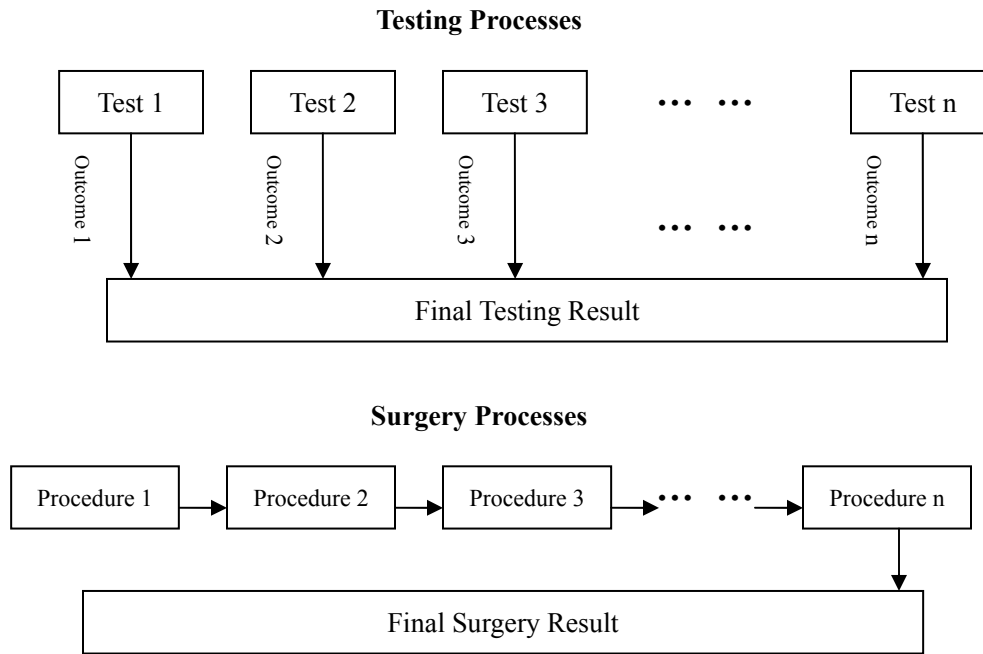 Testing Processes
Test 1
Test 2
Test 3
... ...
Test n
Outcome 1
Outcome 2
Outcome 3
... ...
Outcome n
Final Testing Result
Surgery Processes
Procedure 1
Procedure 2
Procedure 3
... ...
Procedure n
Final Surgery Result